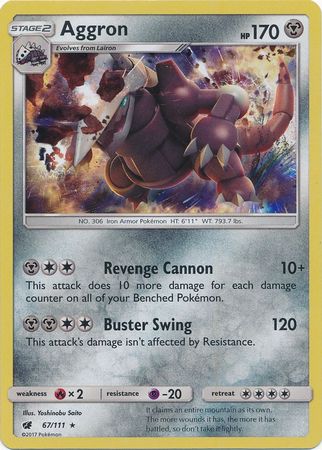 STAGE2
Aggron
HP 170
Evolves from Lairon
NO. 306 Iron Armor Pokémon HT: 6'11" WT: 793.7 lbs.
Revenge Cannon 10+
This attack does 10 more damage for each damage
counter on all of your Benched Pokémon.
Buster Swing 120
This attack's damage isn't affected by Resistance.
weakness ×2 resistance -20 retreat
Illus. Yoshinobu Saito
67/111 ★
©2017 Pokémon
It claims an entire mountain as its own.
The more wounds it has, the more it has
battled, so don't take it lightly.